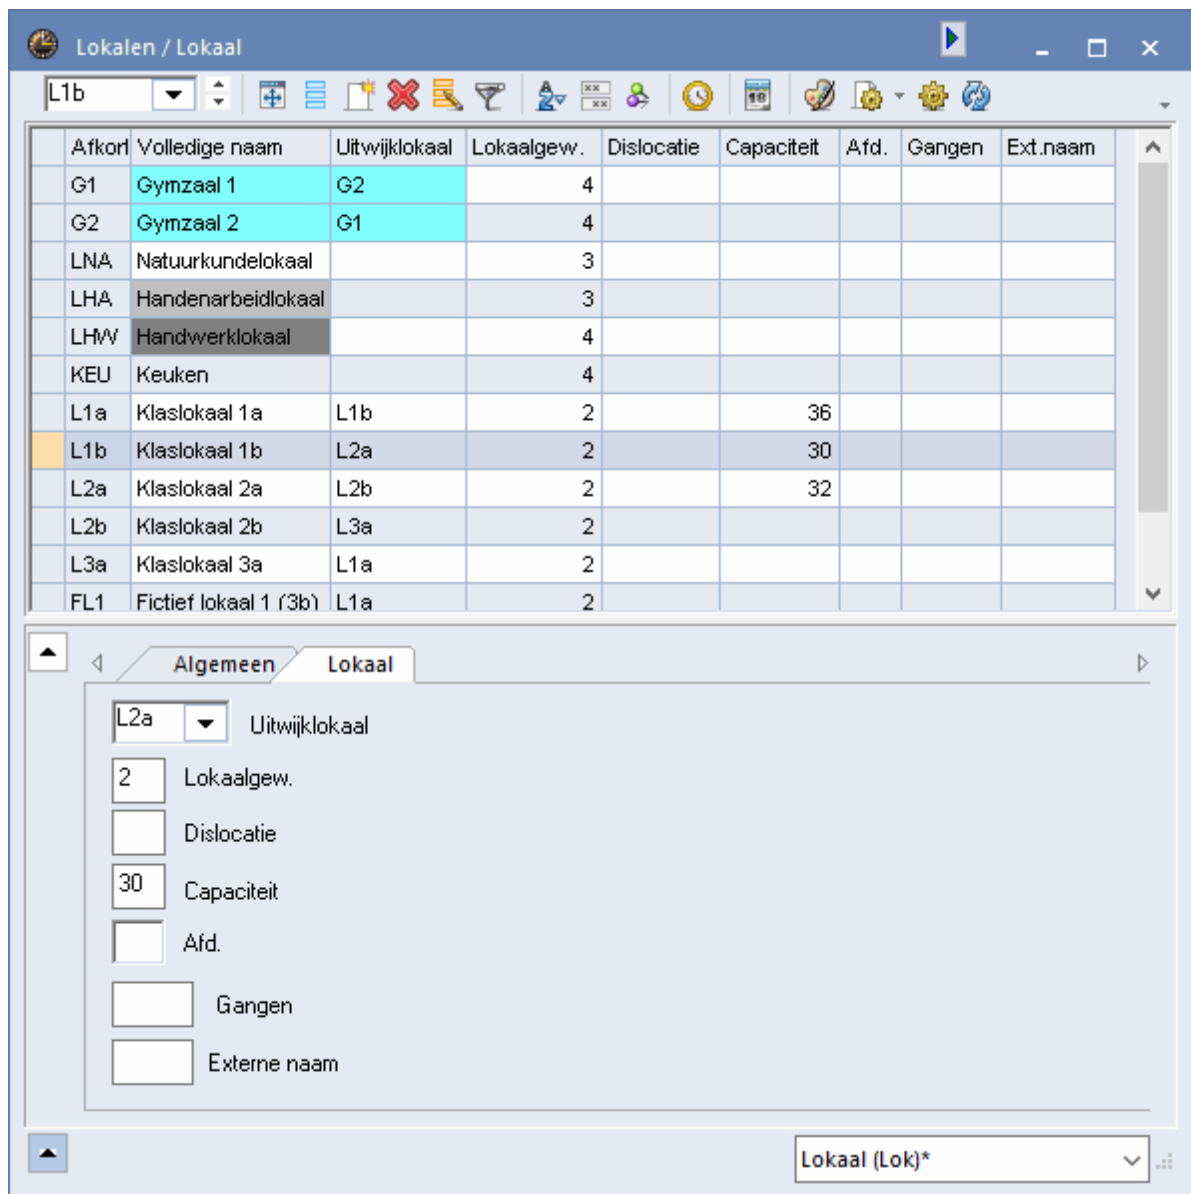 Lokalen / Lokaal
L1b
Afkort Volledige naam Uitwijklokaal Lokaalgew. Dislocatie Capaciteit Afd. Gangen Ext.naam
G1 Gymzaal 1 G2 4
G2 Gymzaal 2 G1 4
LNA Natuurkundelokaal 3
LHA Handenarbeidlokaal 3
LHW Handwerklokaal 4
KEU Keuken 4
L1a Klaslokaal 1a L1b 2 36
L1b Klaslokaal 1b L2a 2 30
L2a Klaslokaal 2a L2b 2 32
L2b Klaslokaal 2b L3a 2
L3a Klaslokaal 3a L1a 2
FL1 Fictief lokaal 1 (3b) L1a 2
Algemeen Lokaal
L2a Uitwijklokaal
2 Lokaalgew.
Dislocatie
30 Capaciteit
Afd.
Gangen
Externe naam
Lokaal (Lok)*